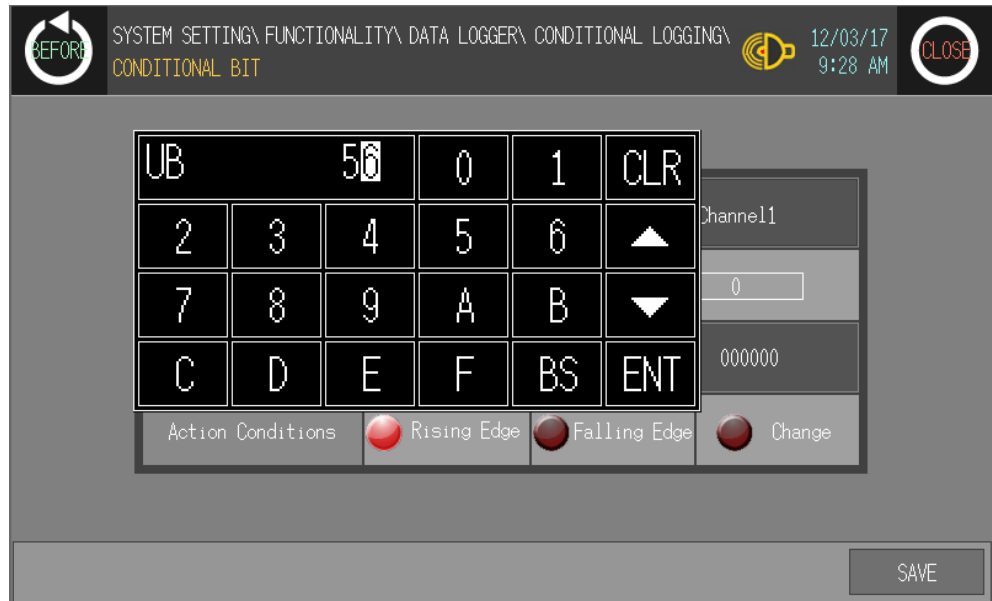 BEFORE
SYSTEM SETTING\ FUNCTIONALITY\ DATA LOGGER\ CONDITIONAL LOGGING\
CONDITIONAL BIT
12/03/17
9:28 AM
CLOSE
UB 56 0 1 CLR
Channel1
2 3 4 5 6
0
7 8 9 A B
C D E F BS ENT
000000
Action Conditions Rising Edge Falling Edge Change
SAVE